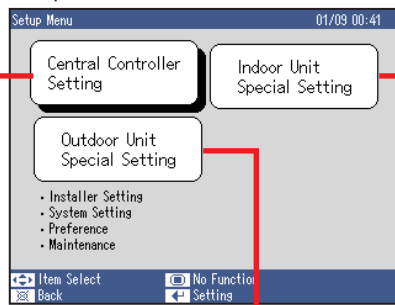 Setup Menu 01/09 00:41
Central Controller
Setting
Indoor Unit
Special Setting
Outdoor Unit
Special Setting
・Installer Setting
・System Setting
・Preference
・Maintenance
Item Select No Function
Back Setting